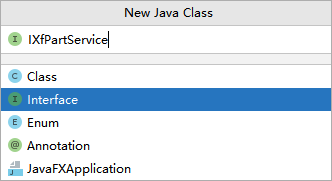 New Java Class
I IXfPartService
C Class
I Interface
E Enum
@ Annotation
J JavaFXApplication